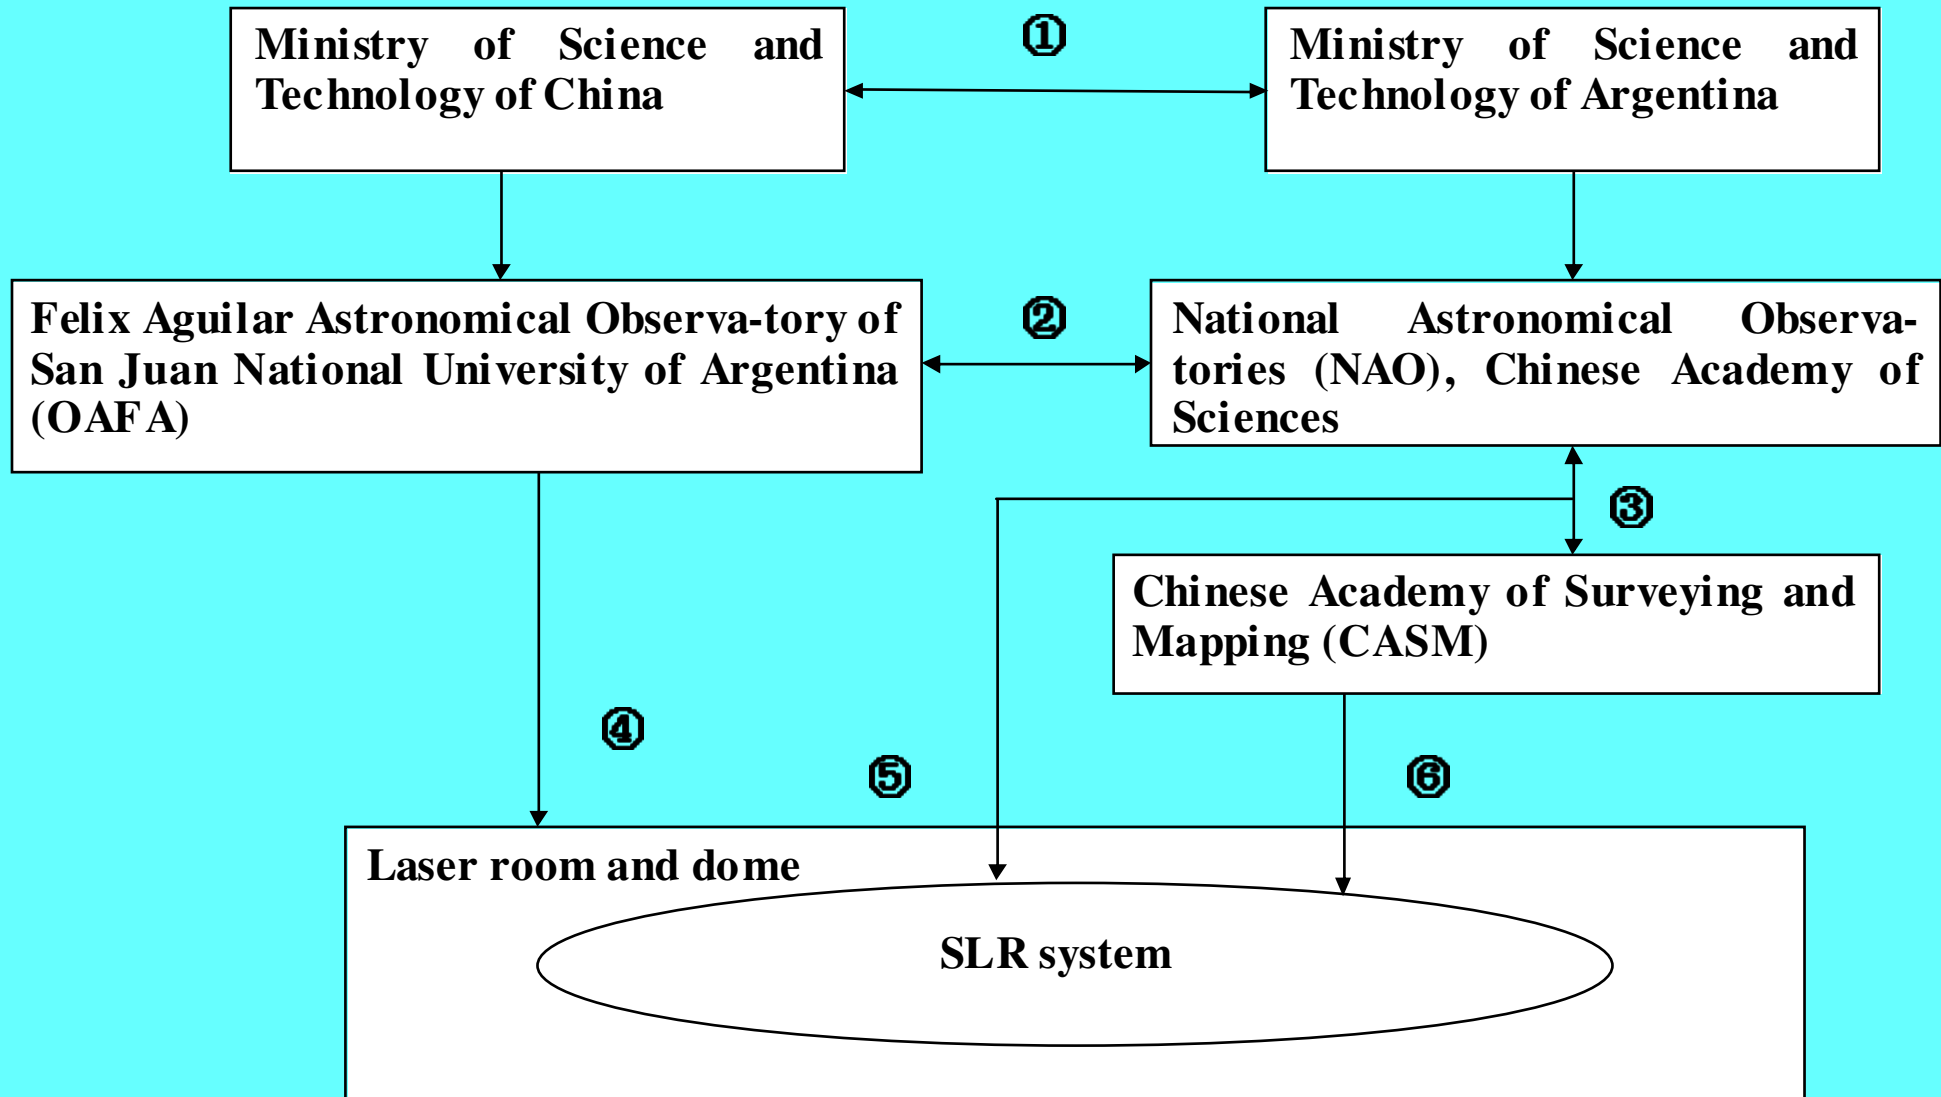 Ministry of Science and
Technology of China
①
Ministry of Science and
Technology of Argentina
Felix Aguilar Astronomical Observa-tory of
San Juan National University of Argentina
(OAFA)
②
National Astronomical Observa-
tories (NAO), Chinese Academy of
Sciences
③
Chinese Academy of Surveying and
Mapping (CASM)
④
⑤
⑥
Laser room and dome
SLR system